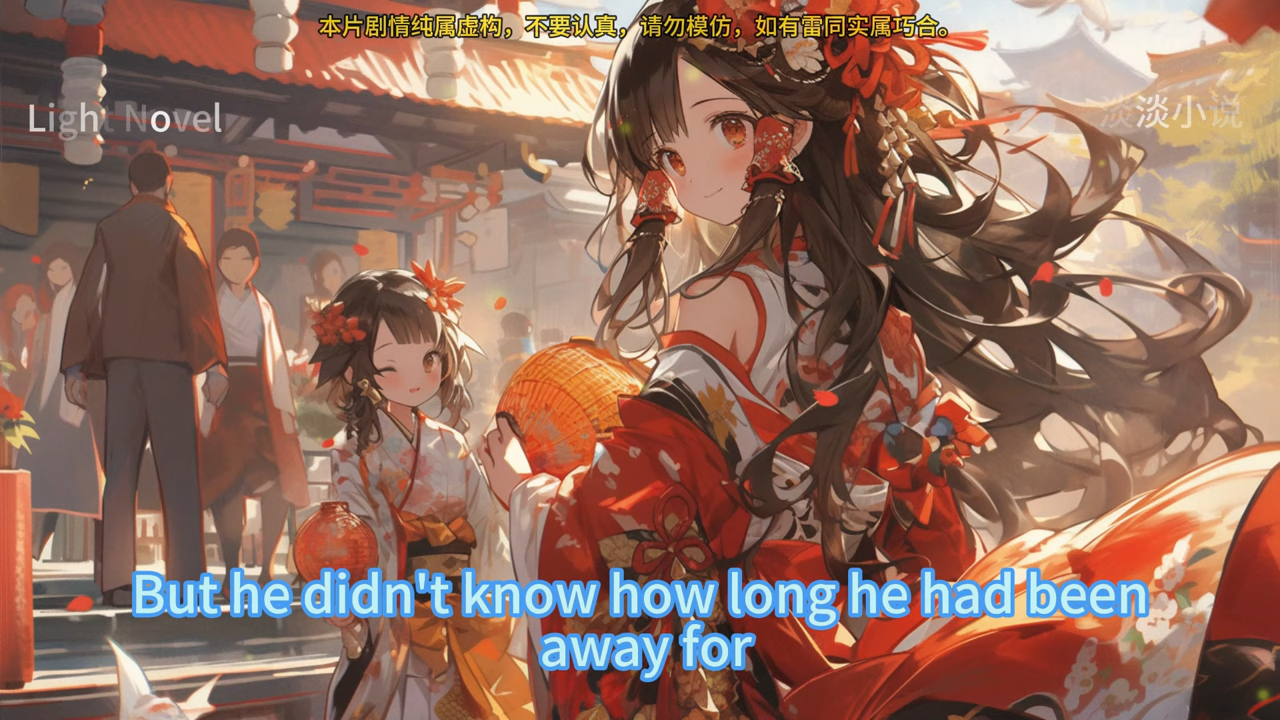 本片剧情纯属虚构，不要认真，请勿模仿，如有雷同实属巧合。
Light Novel
淡淡小说
But he didn't know how long he had been
away for